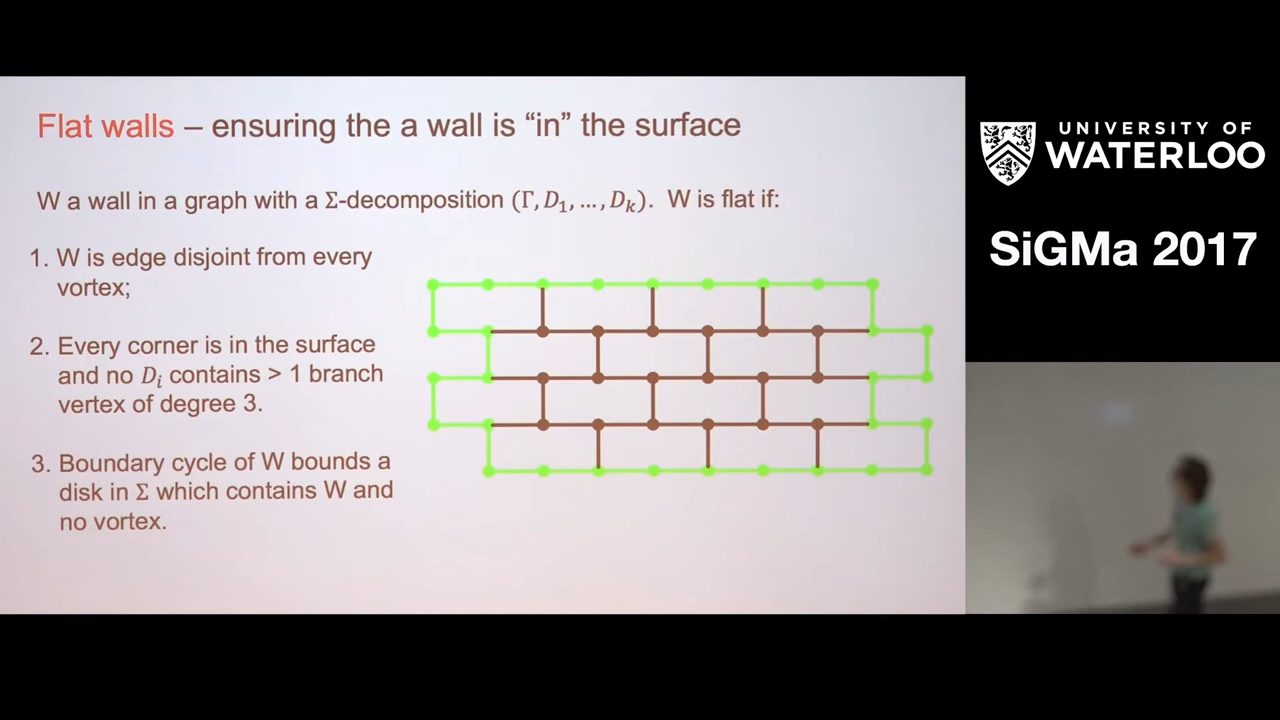 Flat walls – ensuring the a wall is “in” the surface
W a wall in a graph with a Σ-decomposition (Γ, D₁, …, Dₖ). W is flat if:
1. W is edge disjoint from every
vortex;
2. Every corner is in the surface
and no Dᵢ contains > 1 branch
vertex of degree 3.
3. Boundary cycle of W bounds a
disk in Σ which contains W and
no vortex.
UNIVERSITY OF
WATERLOO
SiGMa 2017